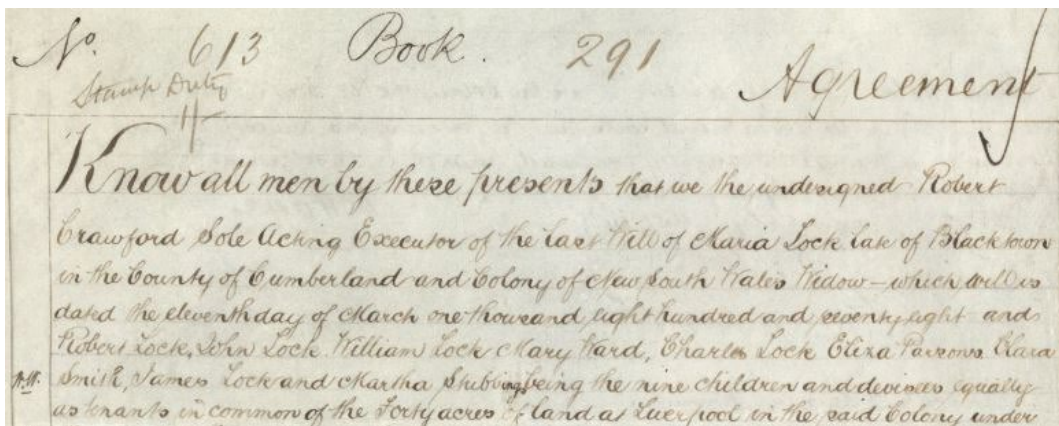 No. 613 Book. 291
Stamp Duty
1/-
Agreement
Know all men by these presents that we the undesigned Robert
Crawford Sole Acting Executor of the last Will of Maria Lock late of Blacktown
in the County of Cumberland and Colony of New South Wales Widow – which will is
dated the eleventh day of March one thousand eight hundred and seventy eight and
Robert Lock, John Lock William Lock Mary Ward, Charles Lock Eliza Parsons Clara
Smith, James Lock and Martha Stubbings being the nine children and devisees equally
as tenants in common of the Forty acres of land at Liverpool in the said Colony under